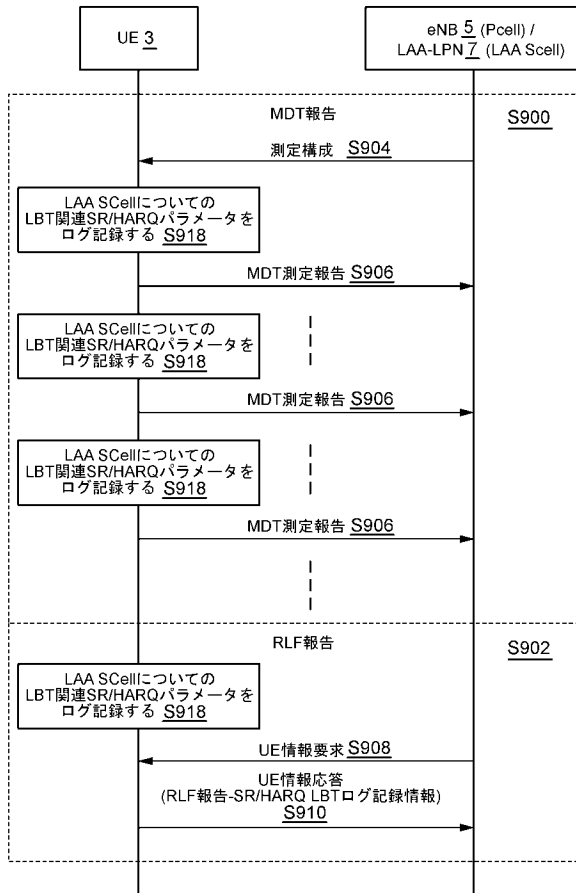 UE 3
eNB 5 (Pcell) /
LAA-LPN 7 (LAA Scell)
MDT報告
S900
測定構成 S904
LAA SCellについての
LBT関連SR/HARQパラメータを
ログ記録する S918
MDT測定報告 S906
LAA SCellについての
LBT関連SR/HARQパラメータを
ログ記録する S918
MDT測定報告 S906
LAA SCellについての
LBT関連SR/HARQパラメータを
ログ記録する S918
MDT測定報告 S906
RLF報告
S902
LAA SCellについての
LBT関連SR/HARQパラメータを
ログ記録する S918
UE情報要求 S908
UE情報応答
(RLF報告-SR/HARQ LBTログ記録情報)
S910